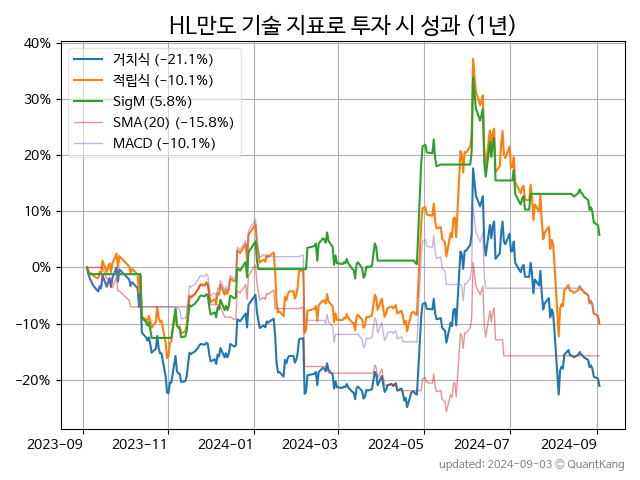 HL만도 기술 지표로 투자 시 성과 (1년)
40%
30%
20%
10%
0%
−10%
−20%
거치식 (−21.1%)
적립식 (−10.1%)
SigM (5.8%)
SMA(20) (−15.8%)
MACD (−10.1%)
2023-09 2023-11 2024-01 2024-03 2024-05 2024-07 2024-09
updated: 2024-09-03 © QuantKang